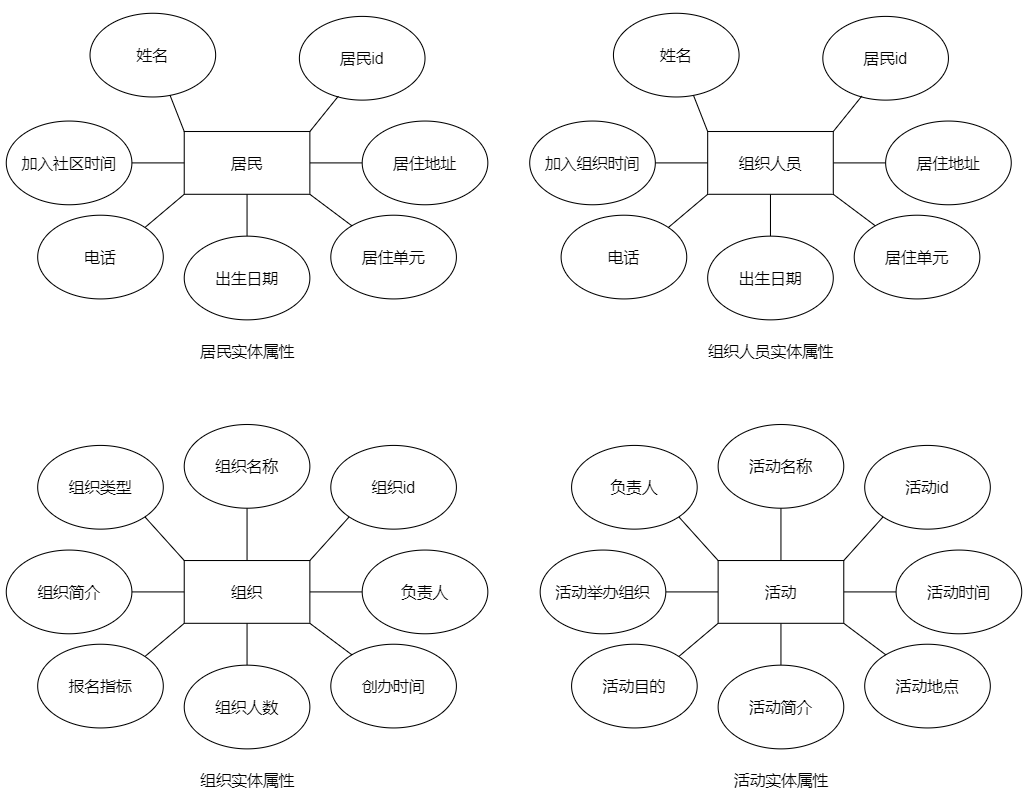 姓名
居民id
加入社区时间
居民
居住地址
电话
出生日期
居住单元
居民实体属性
姓名
居民id
加入组织时间
组织人员
居住地址
电话
出生日期
居住单元
组织人员实体属性
组织类型
组织名称
组织id
组织简介
组织
负责人
报名指标
组织人数
创办时间
组织实体属性
负责人
活动名称
活动id
活动举办组织
活动
活动时间
活动目的
活动简介
活动地点
活动实体属性